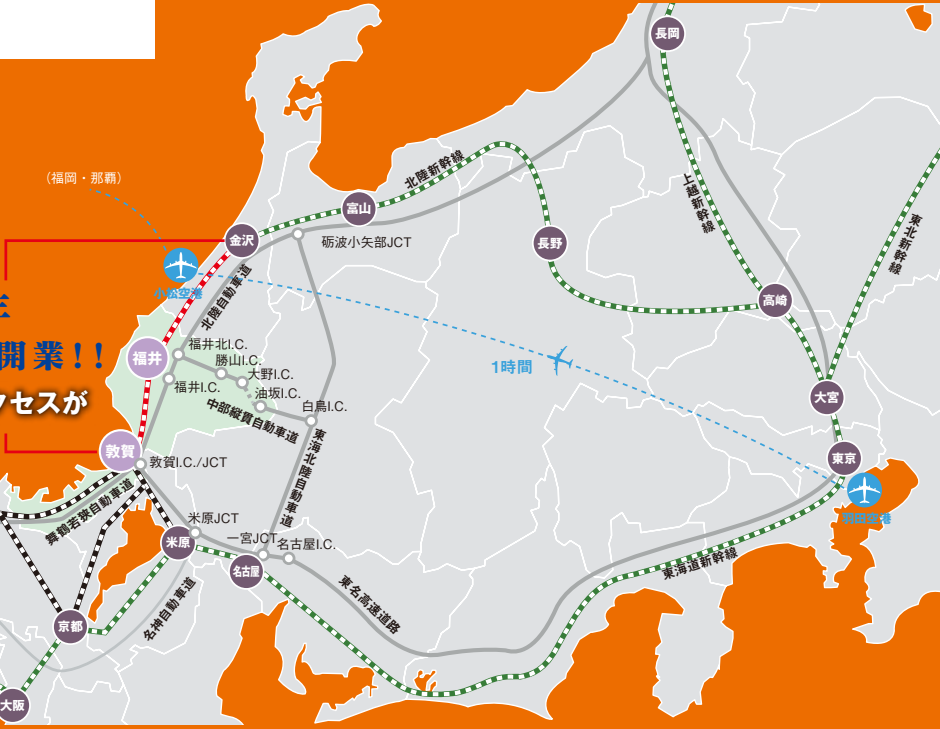 長岡
(福岡・那覇)
北陸新幹線
上越新幹線
東北新幹線
富山
金沢
砺波小矢部JCT
長野
小松空港
北陸自動車道
高崎
開業!!
福井
福井北I.C.
勝山I.C.
大野I.C.
福井I.C.
油坂I.C.
1時間
クセスが
中部縦貫自動車道
白鳥I.C.
大宮
敦賀
敦賀I.C./JCT
東海北陸自動車道
東京
羽田空港
舞鶴若狭自動車道
米原JCT
米原
一宮JCT
名古屋I.C.
名古屋
東海道新幹線
東名高速道路
名神自動車道
京都
大阪